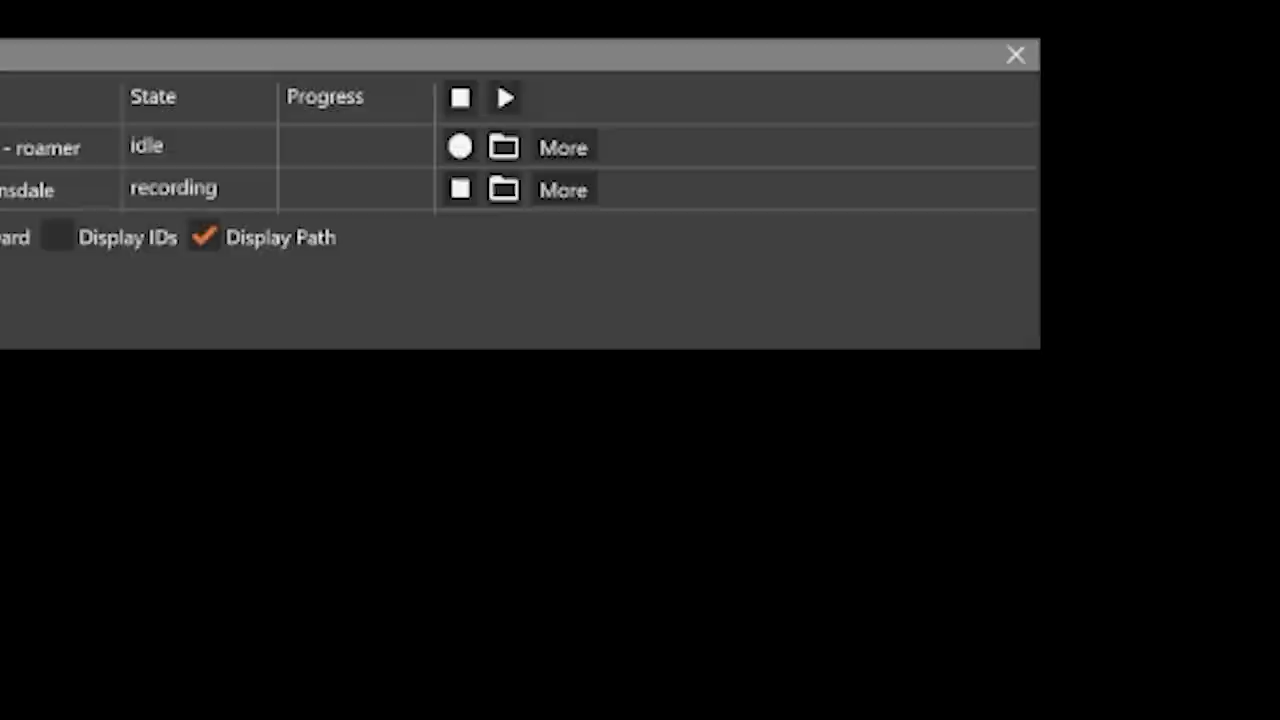 State Progress
- roamer idle More
recording More
Display IDs Display Path